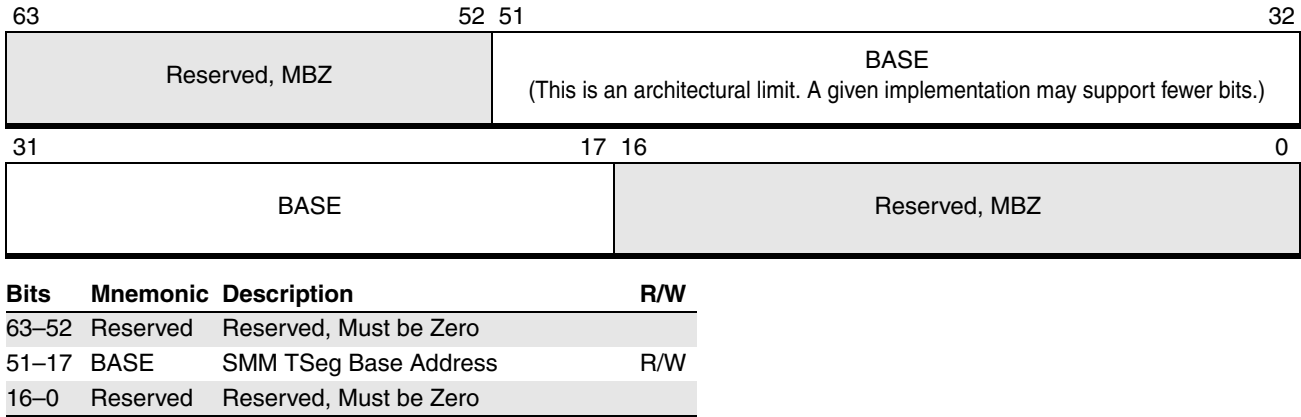 63 52 51 32
Reserved, MBZ
BASE
(This is an architectural limit. A given implementation may support fewer bits.)
31 17 16 0
BASE Reserved, MBZ
Bits Mnemonic Description R/W
63–52 Reserved Reserved, Must be Zero
51–17 BASE SMM TSeg Base Address R/W
16–0 Reserved Reserved, Must be Zero